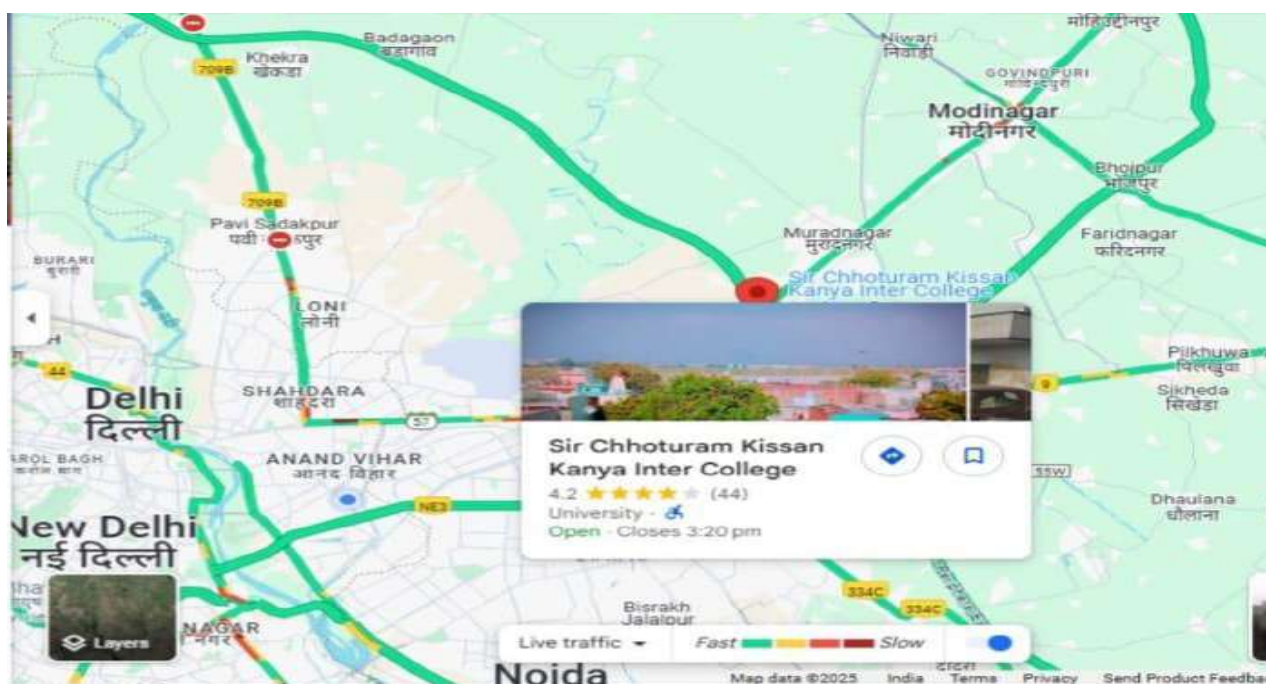 मोहिउद्दीनपुर
Badagaon
बड़ागांव
Niwari
निवाड़ी
Khekra
खेकडा
709B
GOVINDPURI
Modinagar
मोदीनगर
Bhojpur
भोजपुर
709B
Pavi Sadakpur
Muradnagar
मुरादनगर
Faridnagar
फरिदनगर
BURARI
बुरारी
Sir Chhoturam Kissan
Kanya Inter College
LONI
लोनी
Pilkhuwa
पिलखुवा
44
9
Sikheda
सिखेड़ा
Delhi
दिल्ली
SHAHDARA
शाहदरा
57
AROL BAGH
ANAND VIHAR
आनंद विहार
Sir Chhoturam Kissan
Kanya Inter College
4.2 (44)
University ·
Open · Closes 3:20 pm
NE3
Dhaulana
धौलाना
New Delhi
नई दिल्ली
334C
334C
Bisrakh
Jalalpur
Layers
NAGAR
नगर
Live traffic
Fast Slow
Noida
Map data ©2025 India Terms Privacy Send Product Feedba